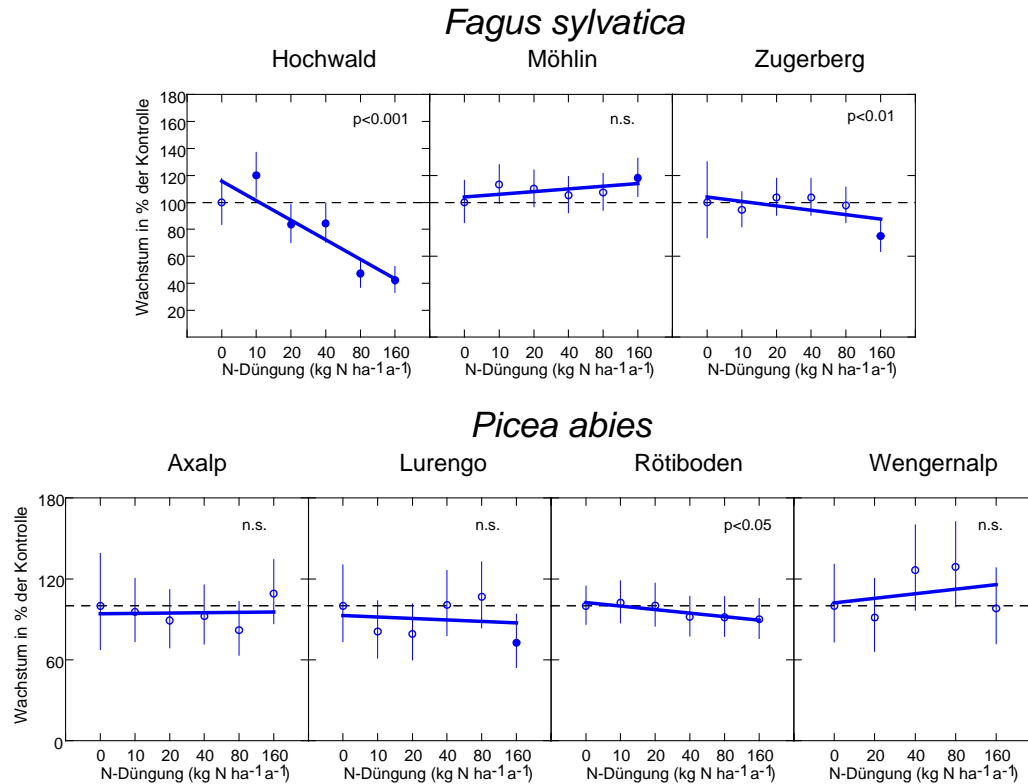 Fagus sylvatica
Hochwald Möhlin Zugerberg
Wachstum in % der Kontrolle
180
160
140
120
100
80
60
40
20
p<0.001 n.s. p<0.01
0 10 20 40 80 160 0 10 20 40 80 160 0 10 20 40 80 160
N-Düngung (kg N ha-1 a-1) N-Düngung (kg N ha-1 a-1) N-Düngung (kg N ha-1 a-1)
Picea abies
Axalp Lurengo Rötiboden Wengernalp
Wachstum in % der Kontrolle
180
120
60
0
n.s. n.s. p<0.05 n.s.
0 10 20 40 80 160 0 10 20 40 80 160 0 10 20 40 80 160 0 20 40 80 160
N-Düngung (kg N ha-1 a-1) N-Düngung (kg N ha-1 a-1) N-Düngung (kg N ha-1 a-1) N-Düngung (kg N ha-1 a-1)